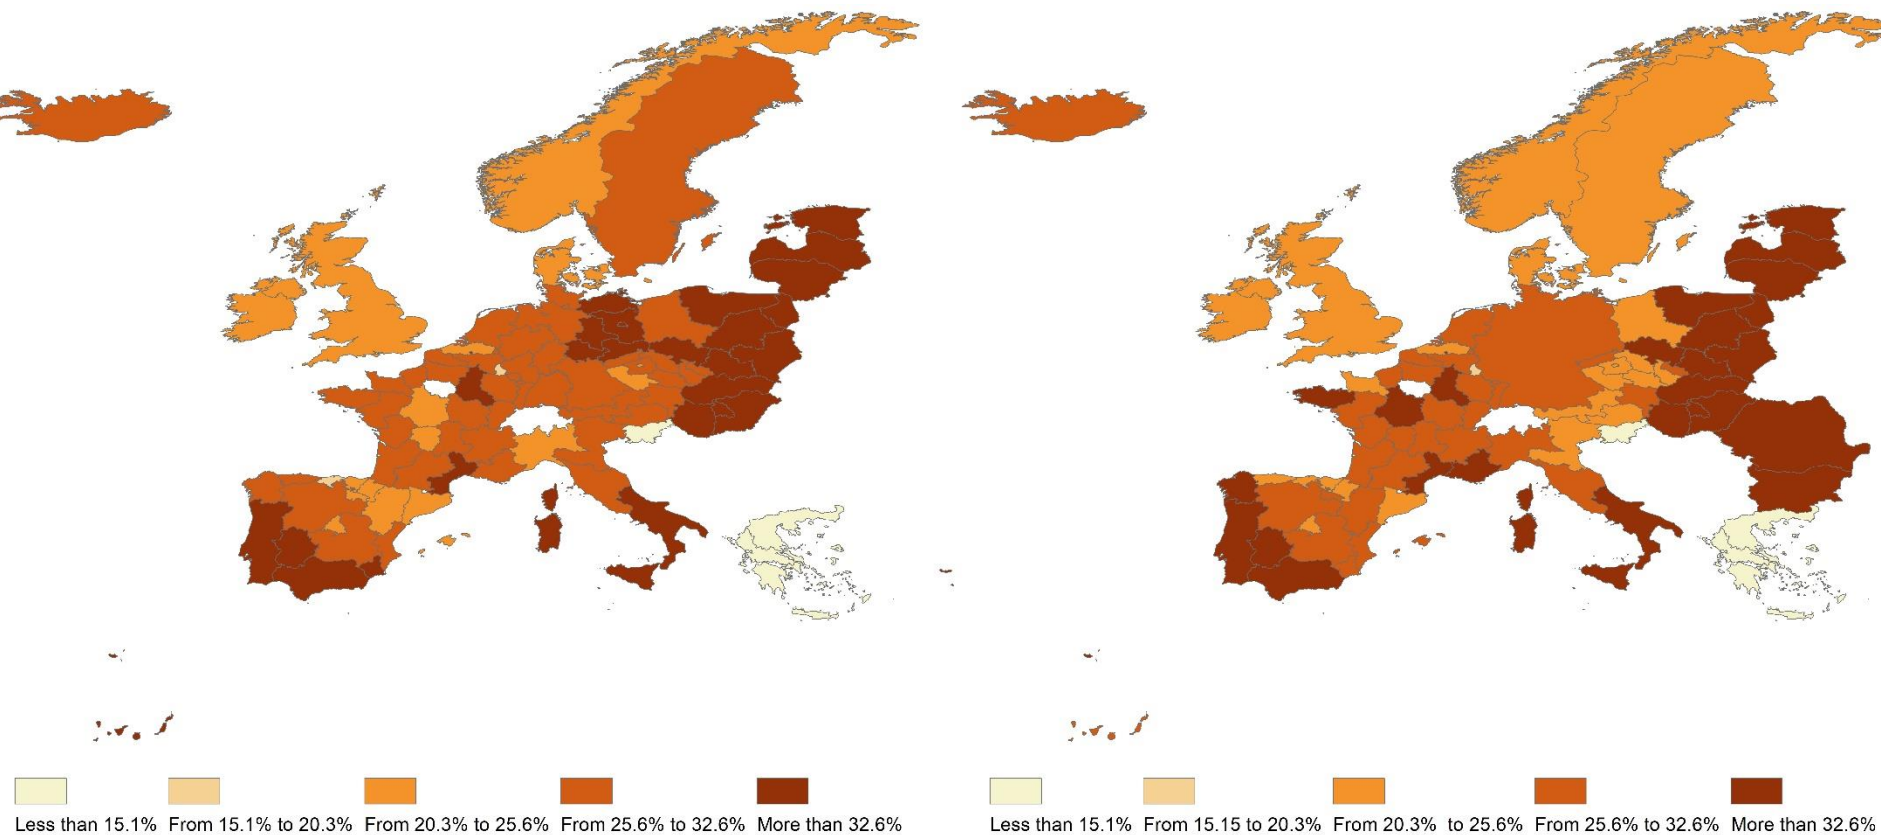 Less than 15.1% From 15.1% to 20.3% From 20.3% to 25.6% From 25.6% to 32.6% More than 32.6%
Less than 15.1% From 15.15 to 20.3% From 20.3% to 25.6% From 25.6% to 32.6% More than 32.6%